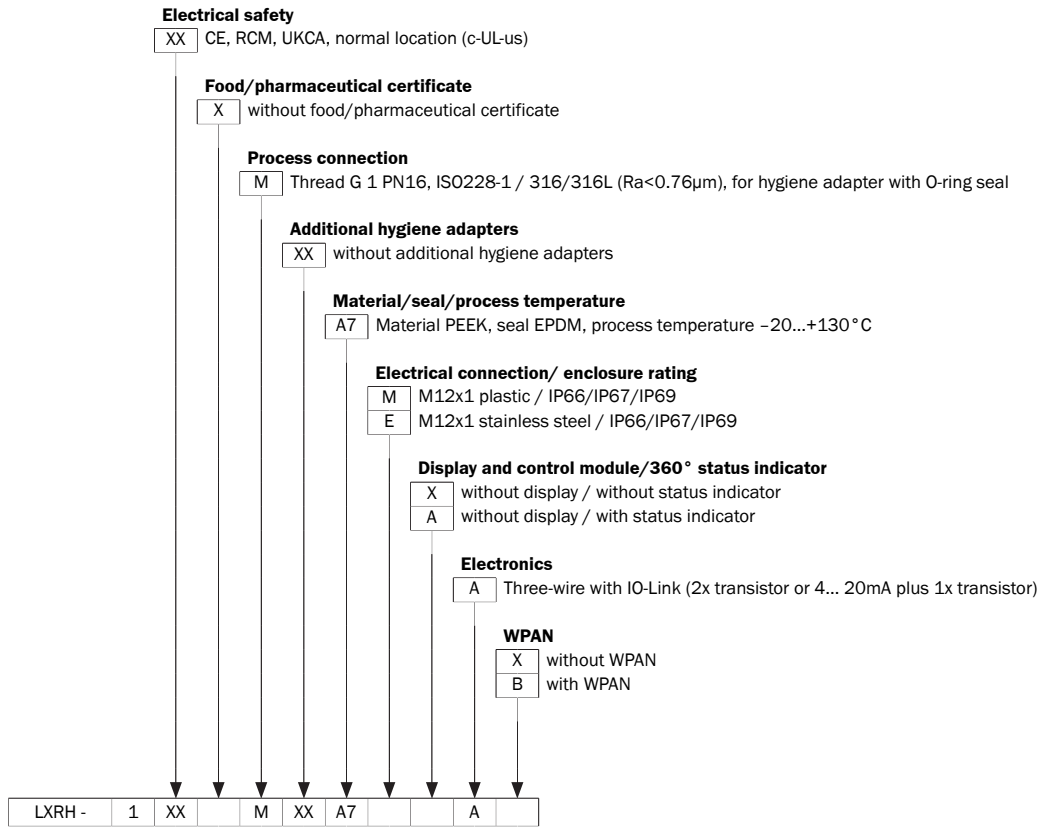 Electrical safety
XX CE, RCM, UKCA, normal location (c-UL-us)
Food/pharmaceutical certificate
X without food/pharmaceutical certificate
Process connection
M Thread G 1 PN16, ISO228-1 / 316/316L (Ra<0.76µm), for hygiene adapter with O-ring seal
Additional hygiene adapters
XX without additional hygiene adapters
Material/seal/process temperature
A7 Material PEEK, seal EPDM, process temperature –20...+130°C
Electrical connection/ enclosure rating
M M12x1 plastic / IP66/IP67/IP69
E M12x1 stainless steel / IP66/IP67/IP69
Display and control module/360° status indicator
X without display / without status indicator
A without display / with status indicator
Electronics
A Three-wire with IO-Link (2x transistor or 4... 20mA plus 1x transistor)
WPAN
X without WPAN
B with WPAN
LXRH - 1 XX M XX A7 A